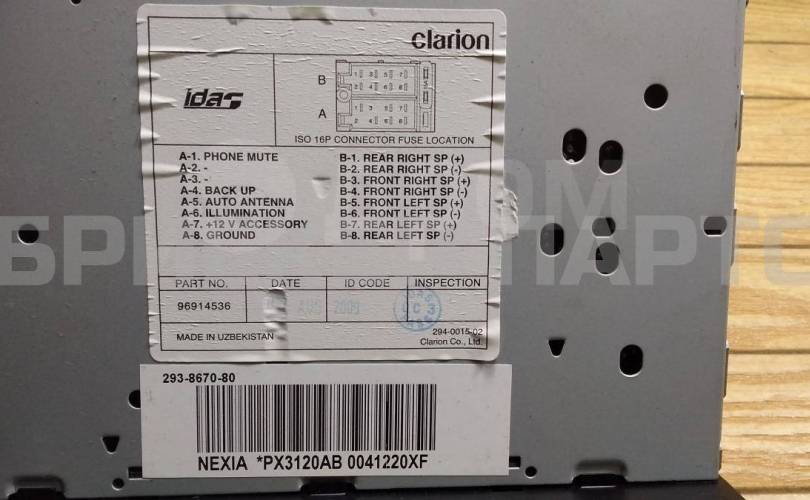 clarion
idas
B
A
ISO 16P CONNECTOR FUSE LOCATION
A-1. PHONE MUTE
A-2. -
A-3. -
A-4. BACK UP
A-5. AUTO ANTENNA
A-6. ILLUMINATION
A-7. +12 V ACCESSORY
A-8. GROUND
B-1. REAR RIGHT SP (+)
B-2. REAR RIGHT SP (-)
B-3. FRONT RIGHT SP (+)
B-4. FRONT RIGHT SP (-)
B-5. FRONT LEFT SP (+)
B-6. FRONT LEFT SP (-)
B-7. REAR LEFT SP (+)
B-8. REAR LEFT SP (-)
PART NO. DATE ID CODE INSPECTION
96914536 2009
MADE IN UZBEKISTAN
294-0015-02
Clarion Co., Ltd.
293-8670-80
NEXIA *PX3120AB 0041220XF